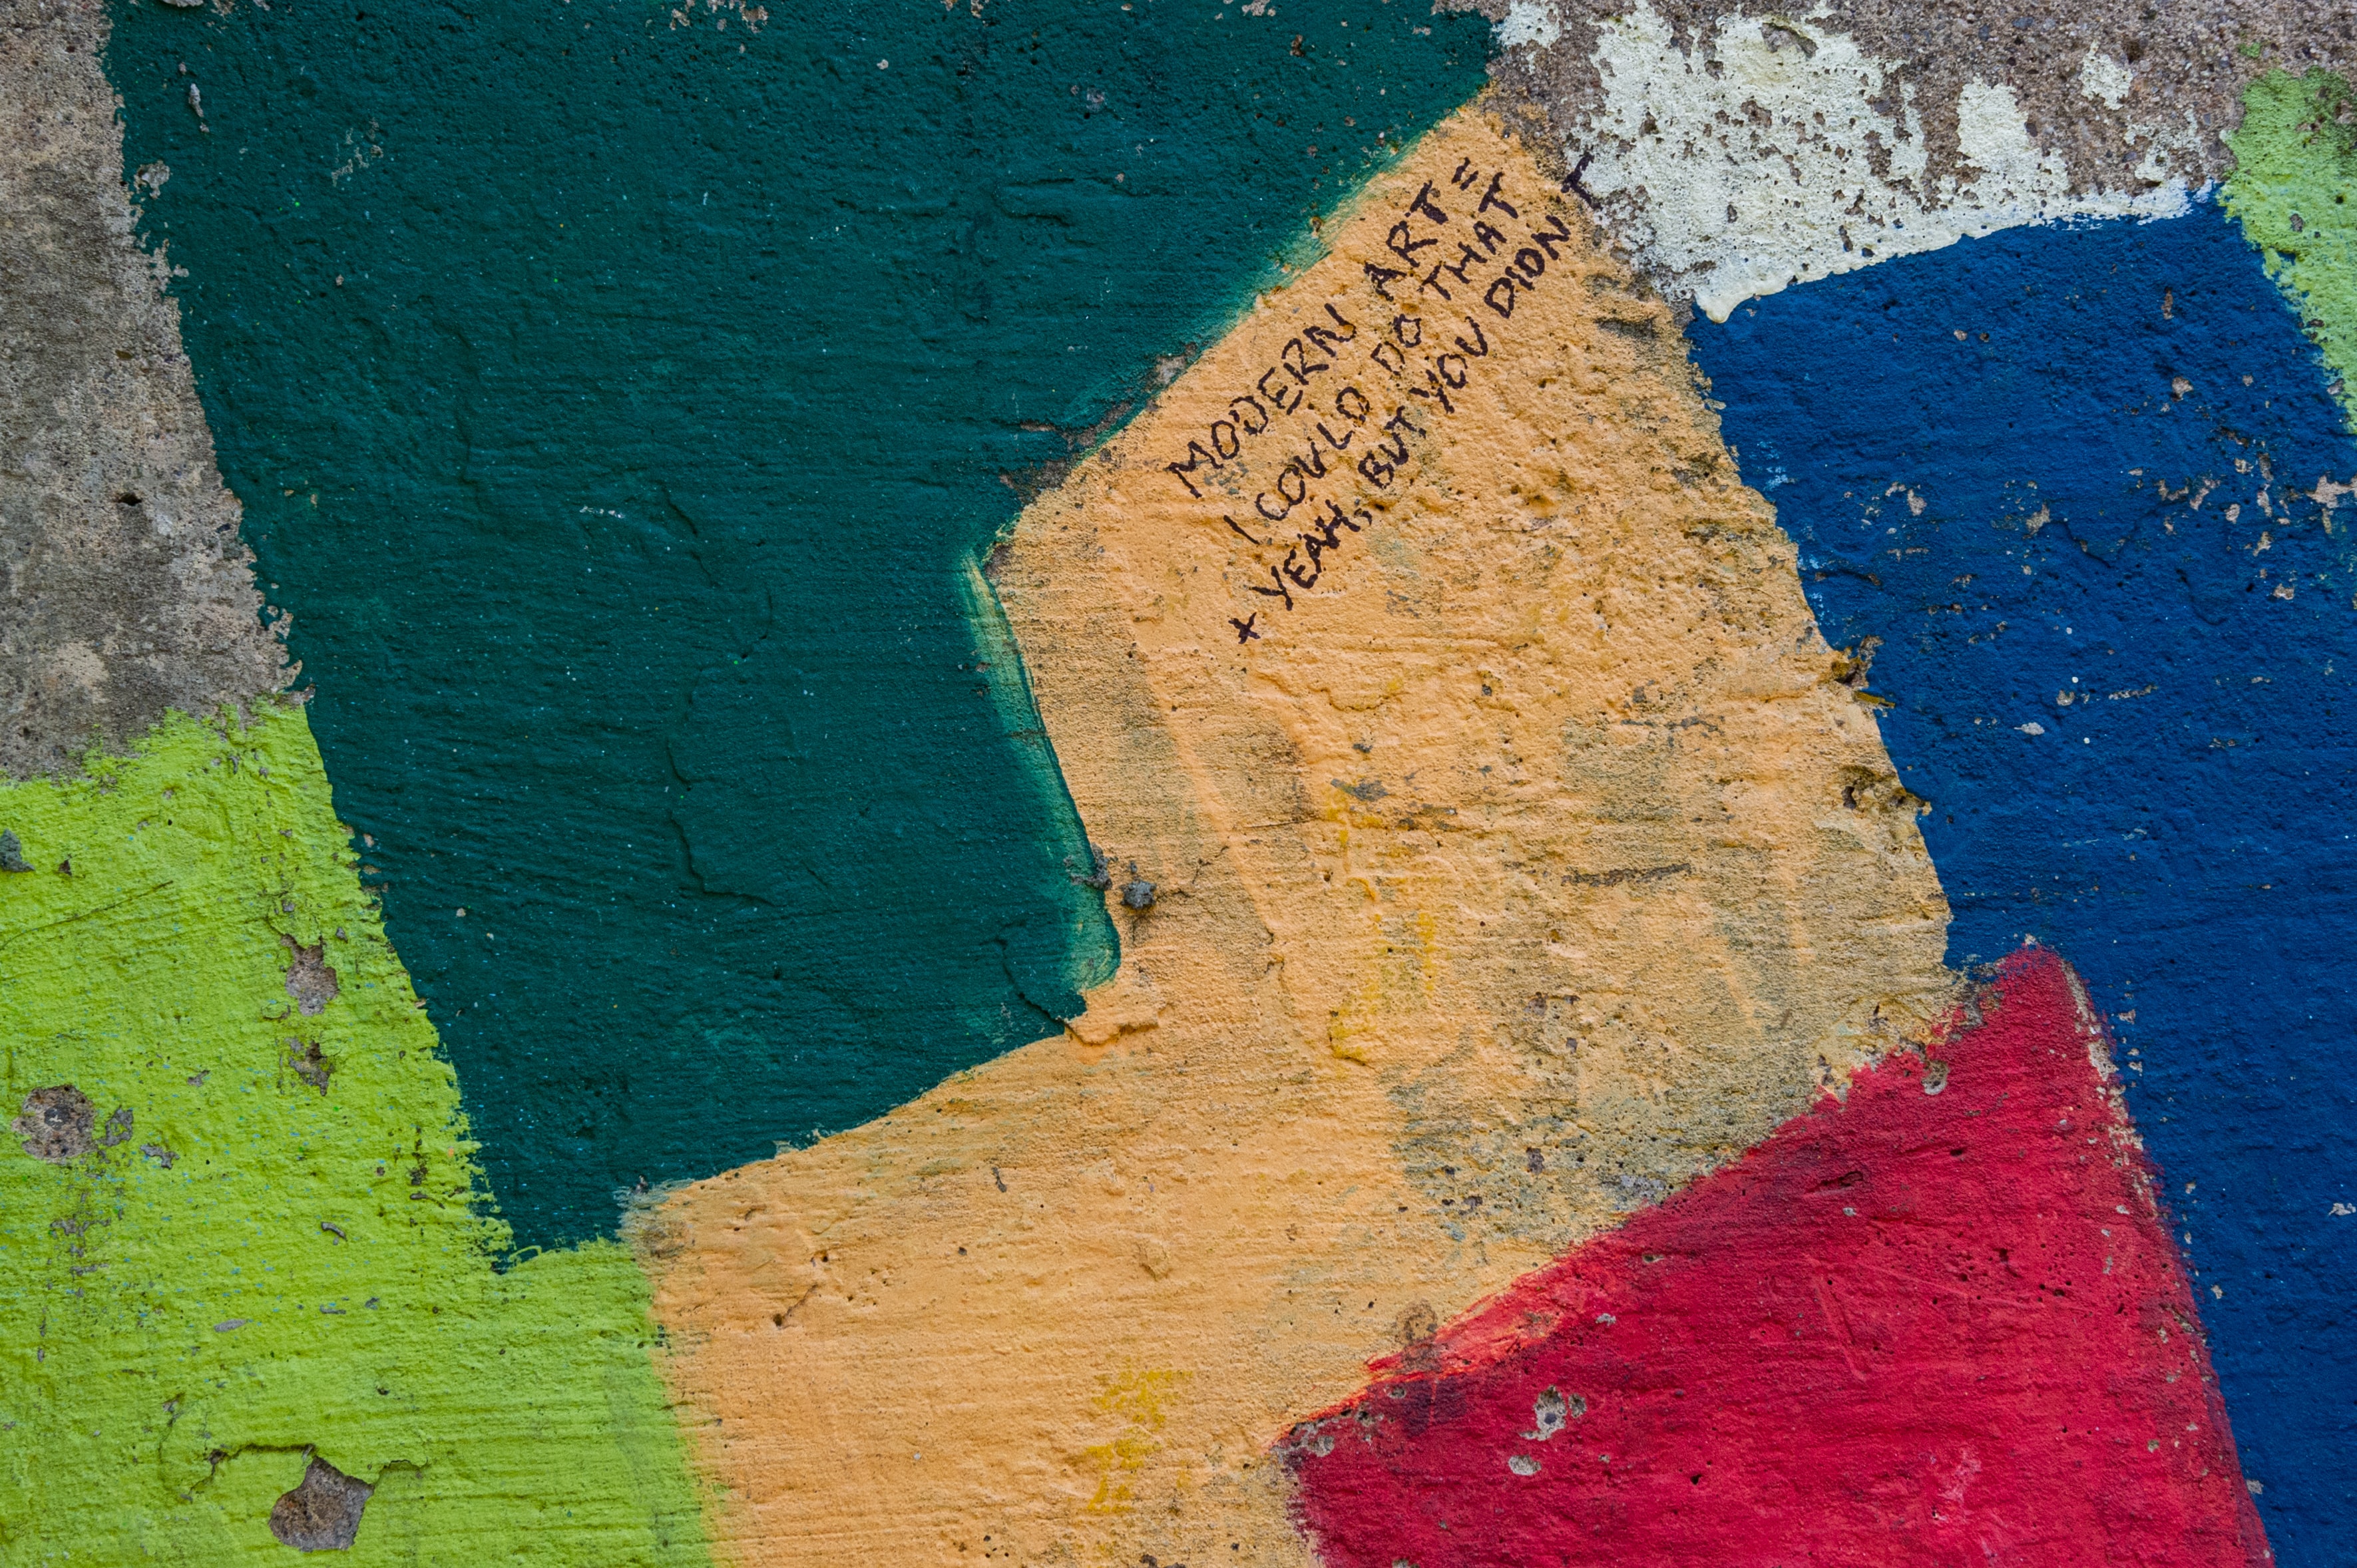 MODERN ART =
I COULD DO THAT
+ YEAH, BUT YOU DIDN'T